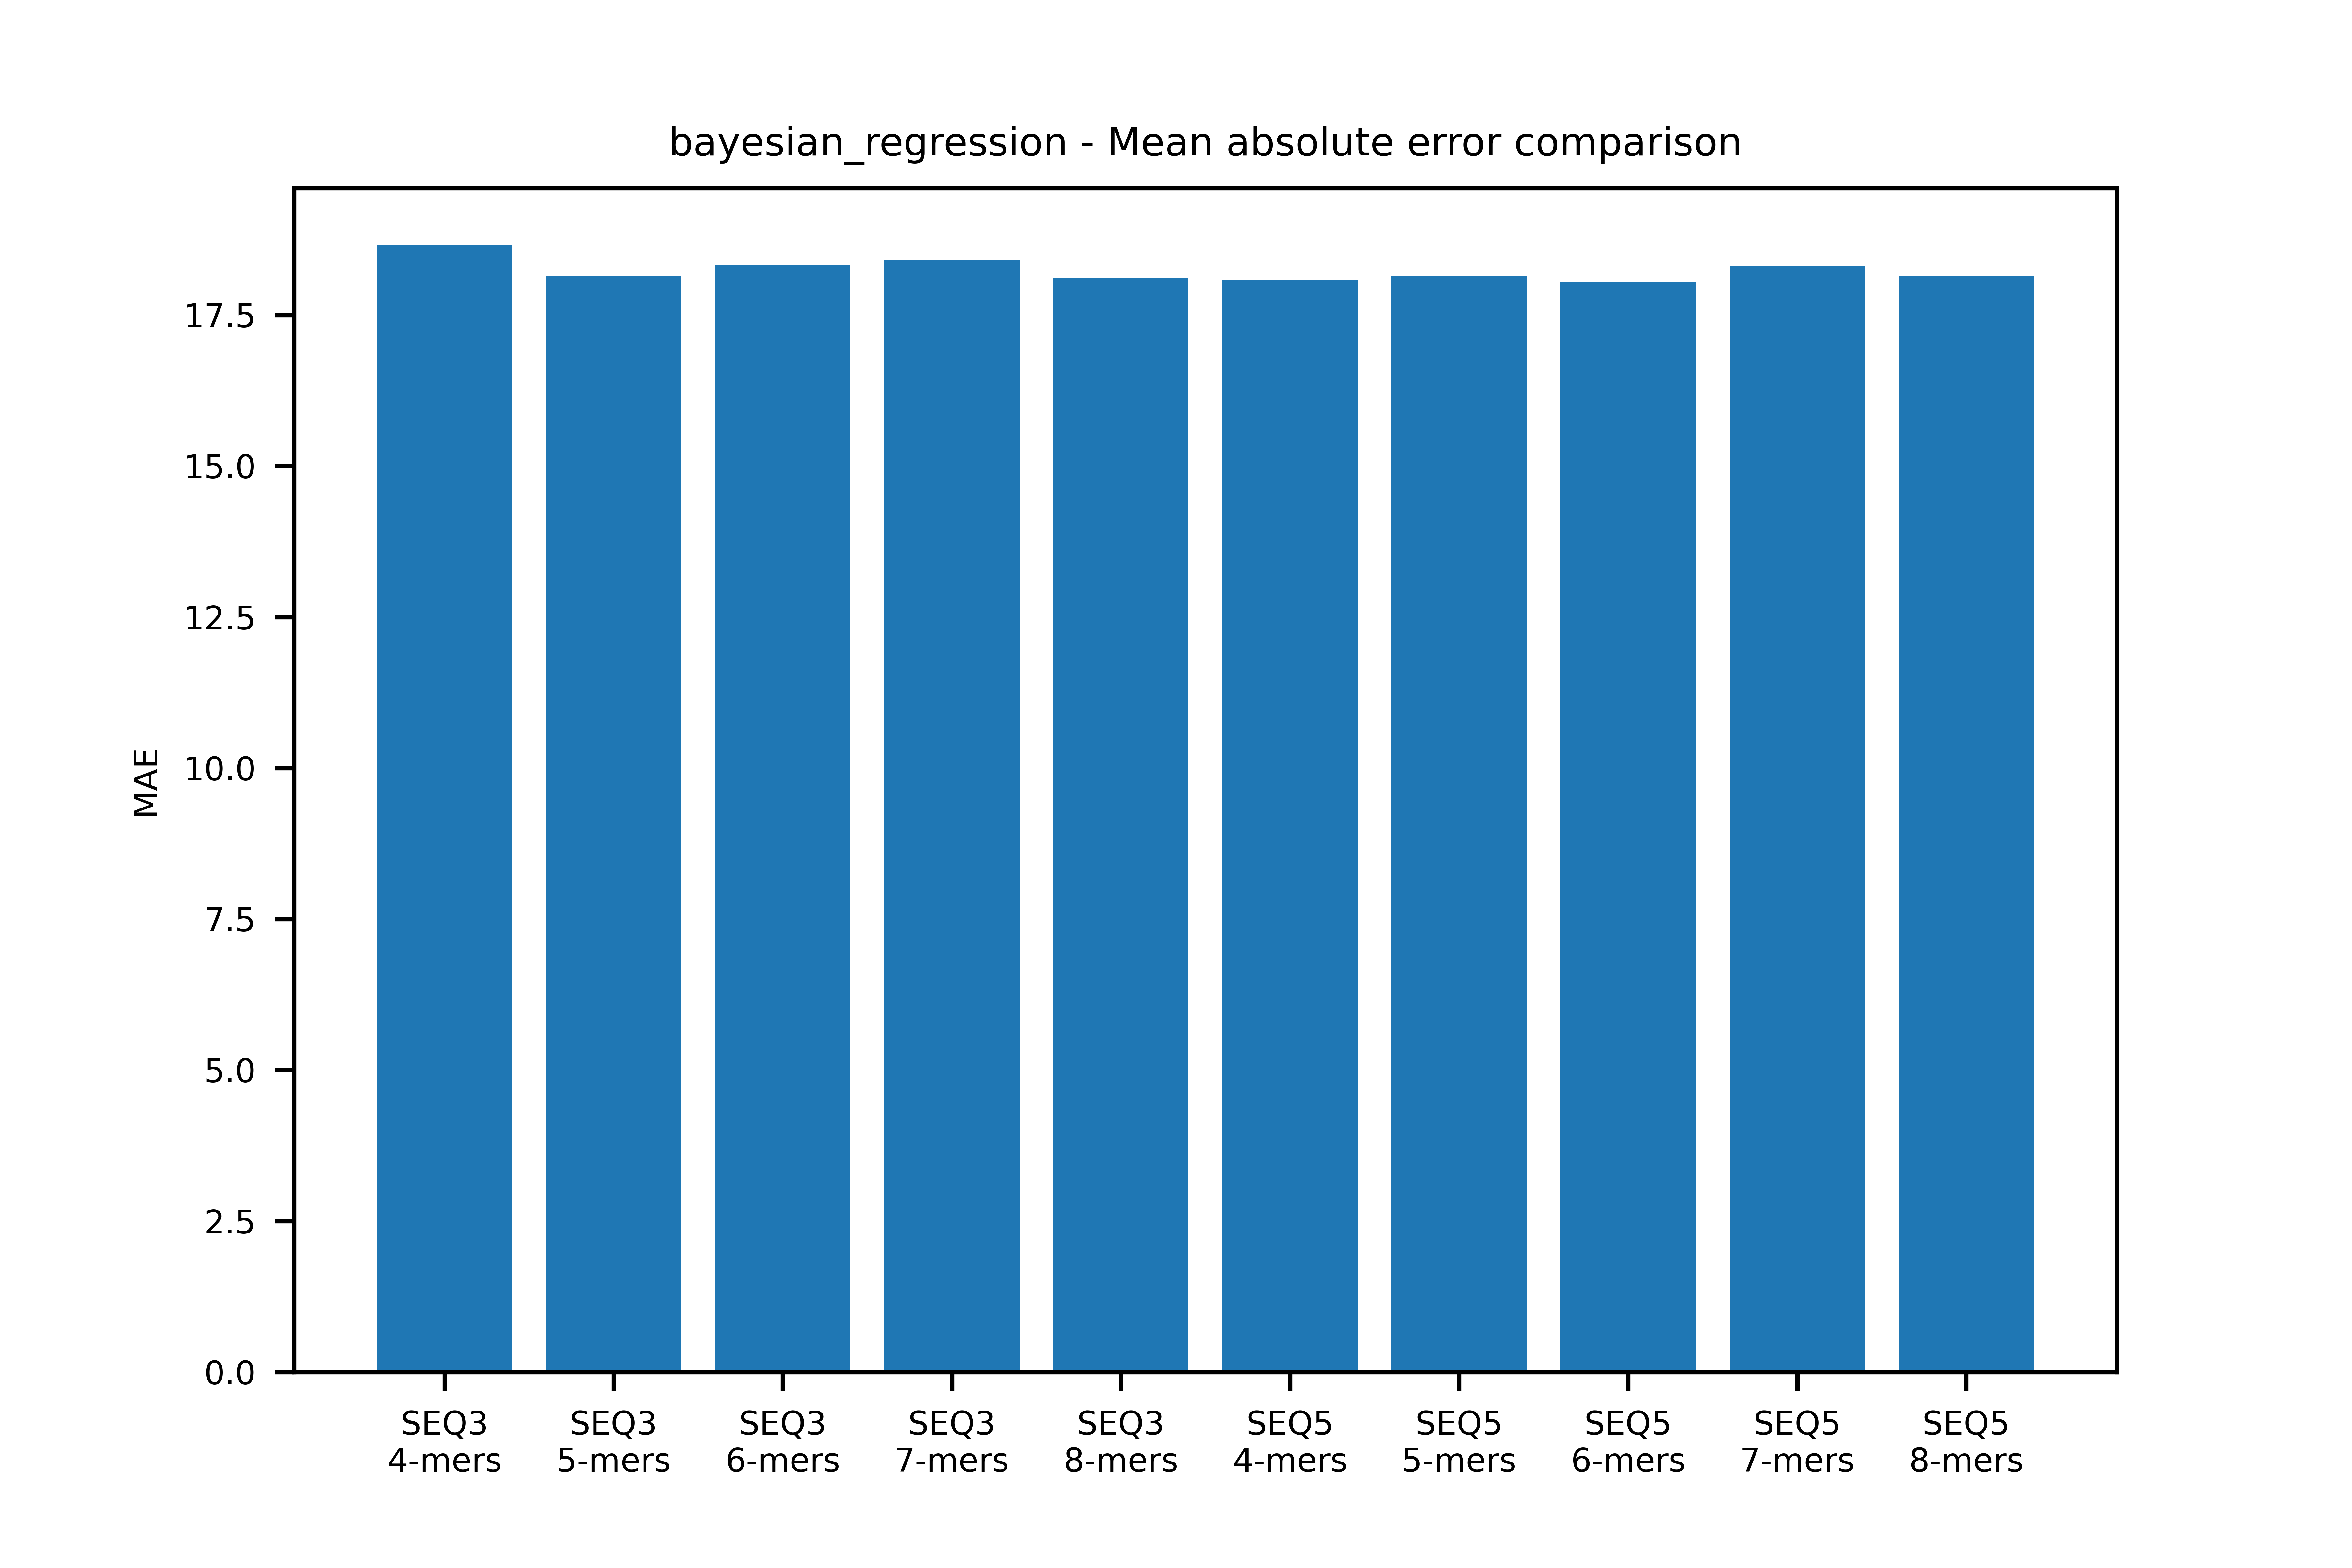 bayesian_regression - Mean absolute error comparison
MAE
17.5
15.0
12.5
10.0
7.5
5.0
2.5
0.0
SEQ3 SEQ3 SEQ3 SEQ3 SEQ3 SEQ5 SEQ5 SEQ5 SEQ5 SEQ5
4-mers 5-mers 6-mers 7-mers 8-mers 4-mers 5-mers 6-mers 7-mers 8-mers